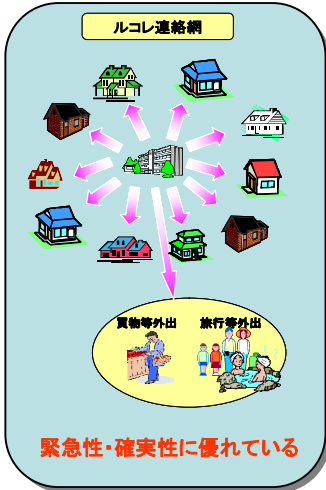 ルコレ連絡網
買物等外出
旅行等外出
緊急性・確実性に優れている